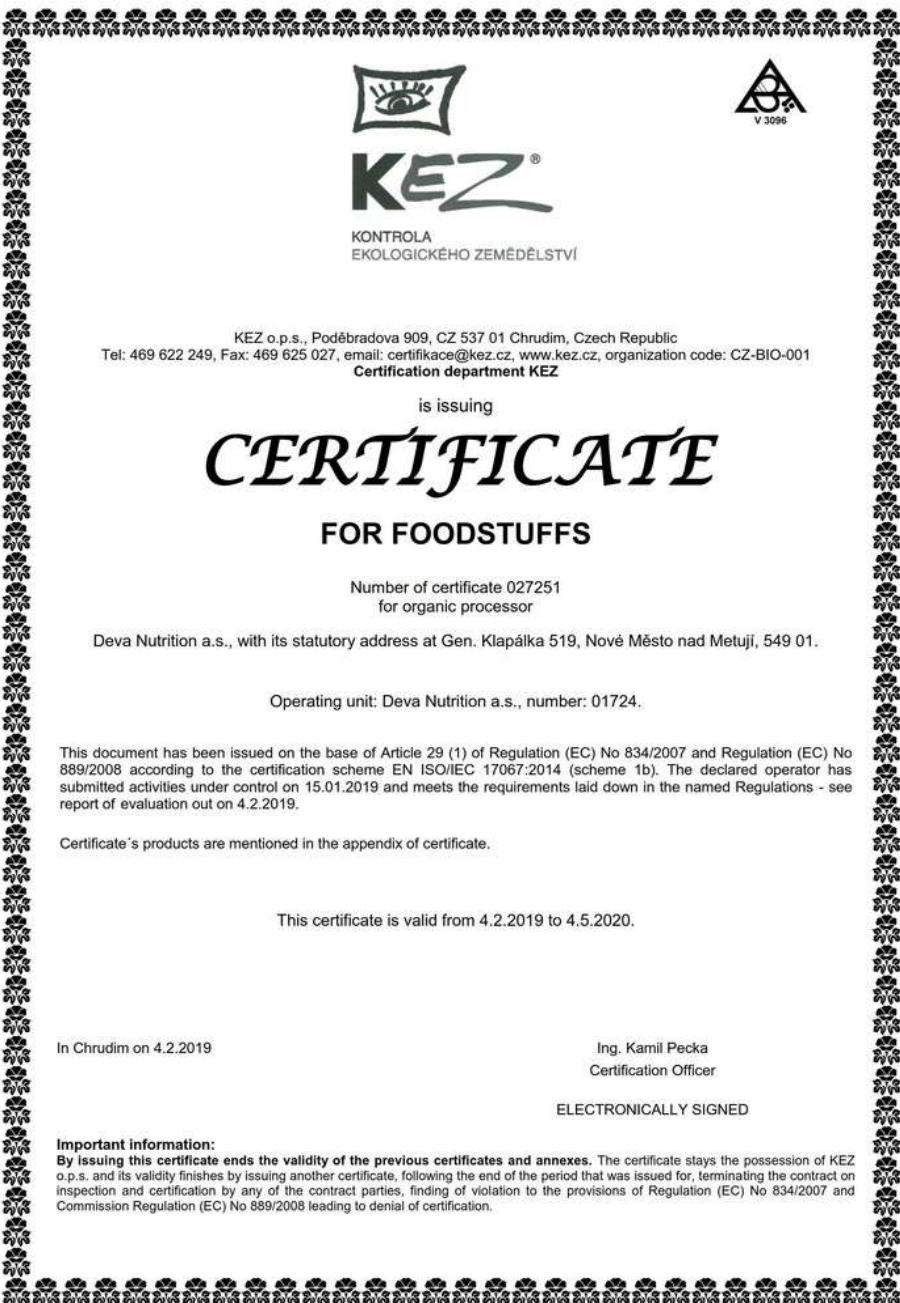 V 3096
KEZ®
KONTROLA
EKOLOGICKÉHO ZEMĚDĚLSTVÍ
KEZ o.p.s., Poděbradova 909, CZ 537 01 Chrudim, Czech Republic
Tel: 469 622 249, Fax: 469 625 027, email: certifikace@kez.cz, www.kez.cz, organization code: CZ-BIO-001
Certification department KEZ
is issuing
CERTIFICATE
FOR FOODSTUFFS
Number of certificate 027251
for organic processor
Deva Nutrition a.s., with its statutory address at Gen. Klapálka 519, Nové Město nad Metují, 549 01.
Operating unit: Deva Nutrition a.s., number: 01724.
This document has been issued on the base of Article 29 (1) of Regulation (EC) No 834/2007 and Regulation (EC) No
889/2008 according to the certification scheme EN ISO/IEC 17067:2014 (scheme 1b). The declared operator has
submitted activities under control on 15.01.2019 and meets the requirements laid down in the named Regulations - see
report of evaluation out on 4.2.2019.
Certificate´s products are mentioned in the appendix of certificate.
This certificate is valid from 4.2.2019 to 4.5.2020.
In Chrudim on 4.2.2019
Ing. Kamil Pecka
Certification Officer
ELECTRONICALLY SIGNED
Important information:
By issuing this certificate ends the validity of the previous certificates and annexes. The certificate stays the possession of KEZ
o.p.s. and its validity finishes by issuing another certificate, following the end of the period that was issued for, terminating the contract on
inspection and certification by any of the contract parties, finding of violation to the provisions of Regulation (EC) No 834/2007 and
Commission Regulation (EC) No 889/2008 leading to denial of certification.